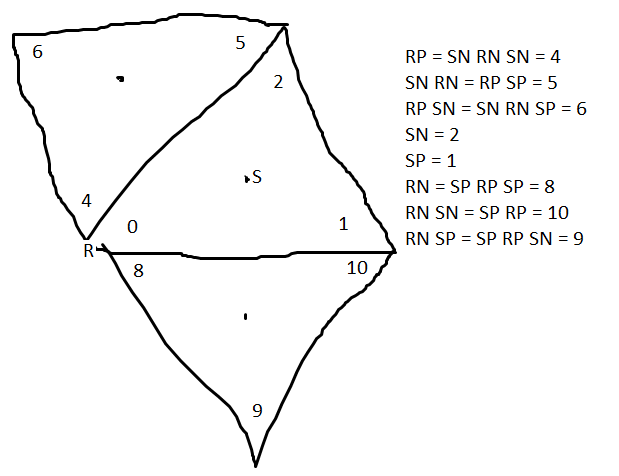 6
5
2
S
4
0
1
R
8
10
9
RP = SN RN SN = 4
SN RN = RP SP = 5
RP SN = SN RN SP = 6
SN = 2
SP = 1
RN = SP RP SP = 8
RN SN = SP RP = 10
RN SP = SP RP SN = 9